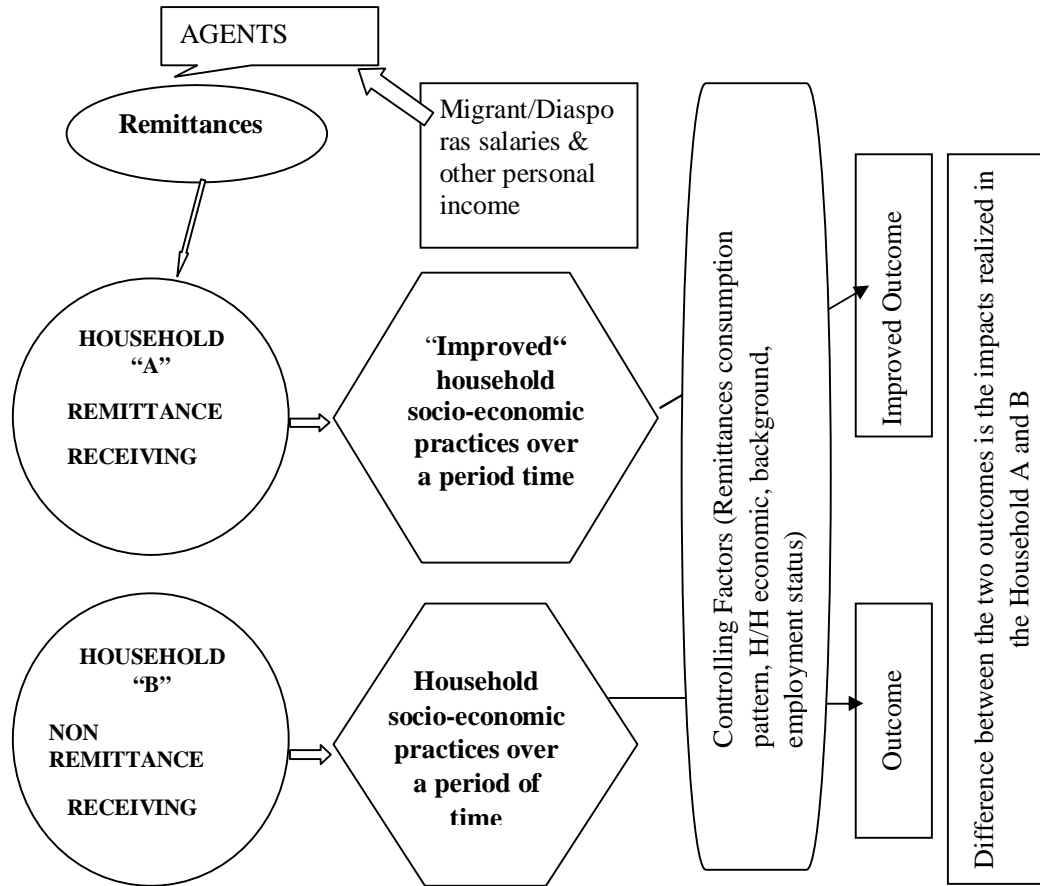 AGENTS
Remittances
Migrant/Diaspo
ras salaries &
other personal
income
HOUSEHOLD
“A”
REMITTANCE
RECEIVING
“Improved“
household
socio-economic
practices over
a period time
HOUSEHOLD
“B”
NON
REMITTANCE
RECEIVING
Household
socio-economic
practices over
a period of
time
Controlling Factors (Remittances consumption
pattern, H/H economic, background,
employment status)
Improved Outcome
Outcome
Difference between the two outcomes is the impacts realized in
the Household A and B